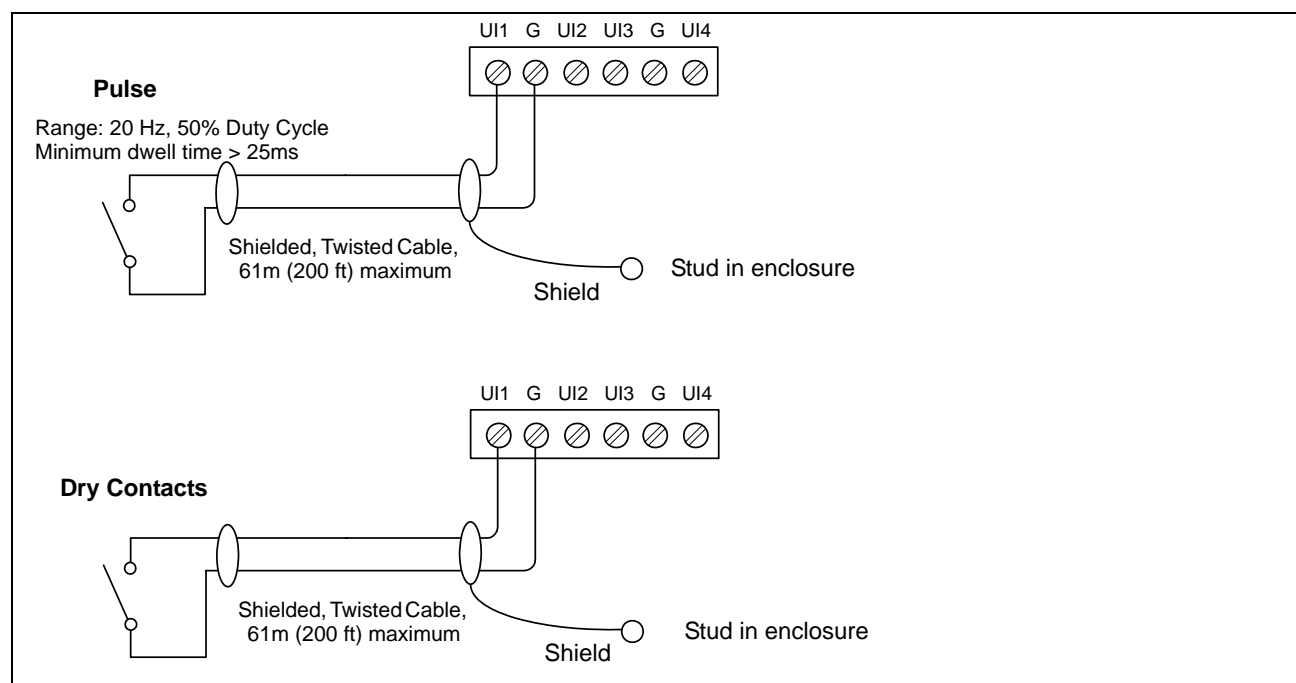 UI1 G UI2 UI3 G UI4
Pulse
Range: 20 Hz, 50% Duty Cycle
Minimum dwell time > 25ms
Shielded, Twisted Cable,
61m (200 ft) maximum
Stud in enclosure
Shield
UI1 G UI2 UI3 G UI4
Dry Contacts
Shielded, Twisted Cable,
61m (200 ft) maximum
Stud in enclosure
Shield